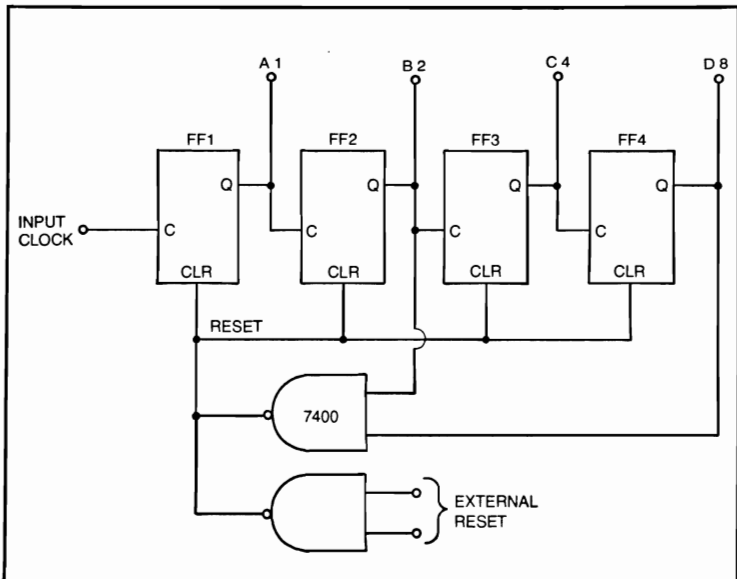 A 1
B 2
C 4
D 8
FF1
FF2
FF3
FF4
Q
Q
Q
Q
INPUT
CLOCK
C
C
C
C
CLR
CLR
CLR
CLR
RESET
7400
EXTERNAL
RESET